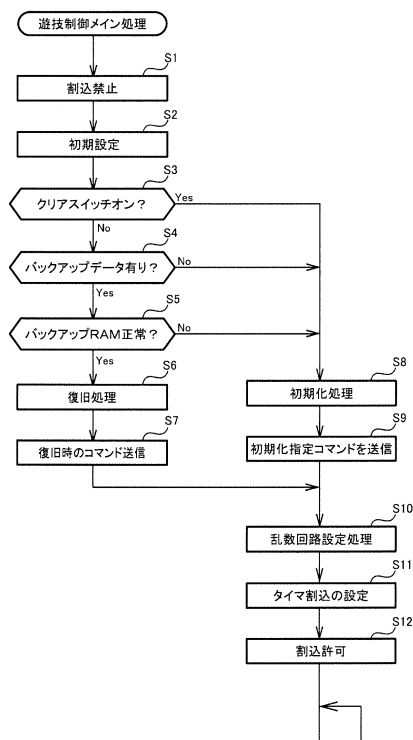 遊技制御メイン処理
S1
割込禁止
S2
初期設定
S3
クリアスイッチオン？
Yes
No
S4
バックアップデータ有り？
No
Yes
S5
バックアップRAM正常？
No
Yes
S6
復旧処理
S7
復旧時のコマンド送信
S8
初期化処理
S9
初期化指定コマンドを送信
S10
乱数回路設定処理
S11
タイマ割込の設定
S12
割込許可